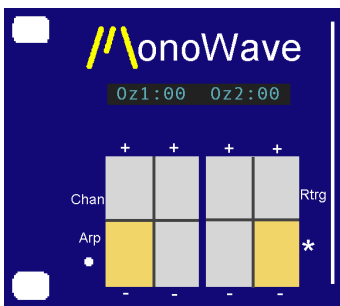 MonoWave
Oz1:00 Oz2:00
+ + + +
Chan Rtrg
Arp *
- - - -